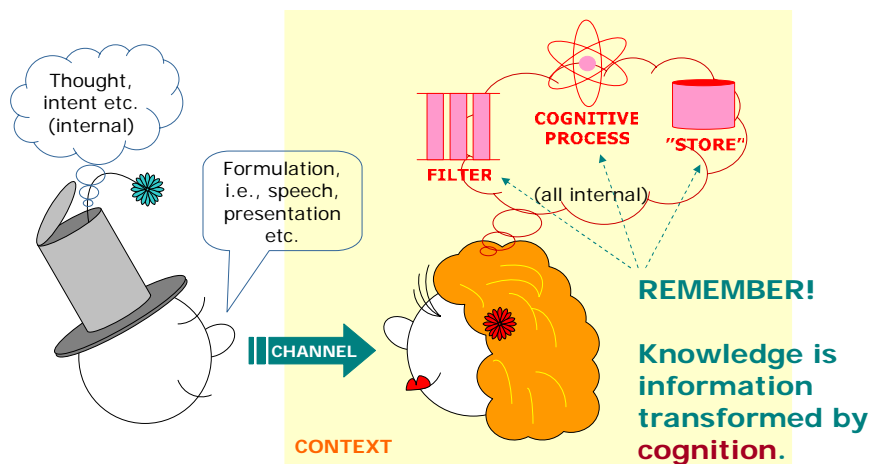 Thought,
intent etc.
(internal)
Formulation,
i.e., speech,
presentation
etc.
CHANNEL
CONTEXT
FILTER
COGNITIVE
PROCESS
"STORE"
(all internal)
REMEMBER!
Knowledge is
information
transformed by
cognition.